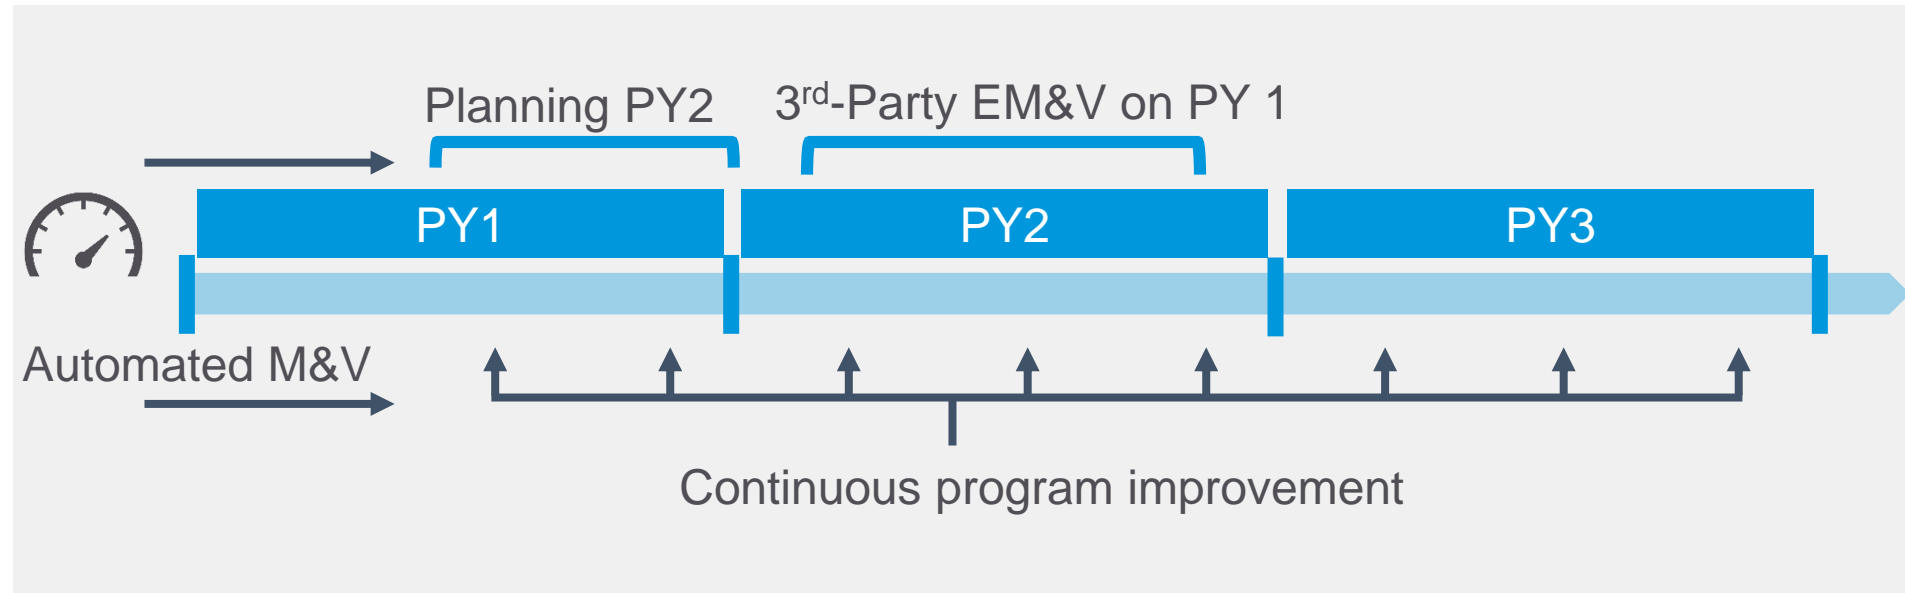 Planning PY2
3rd-Party EM&V on PY 1
PY1
PY2
PY3
Automated M&V
Continuous program improvement